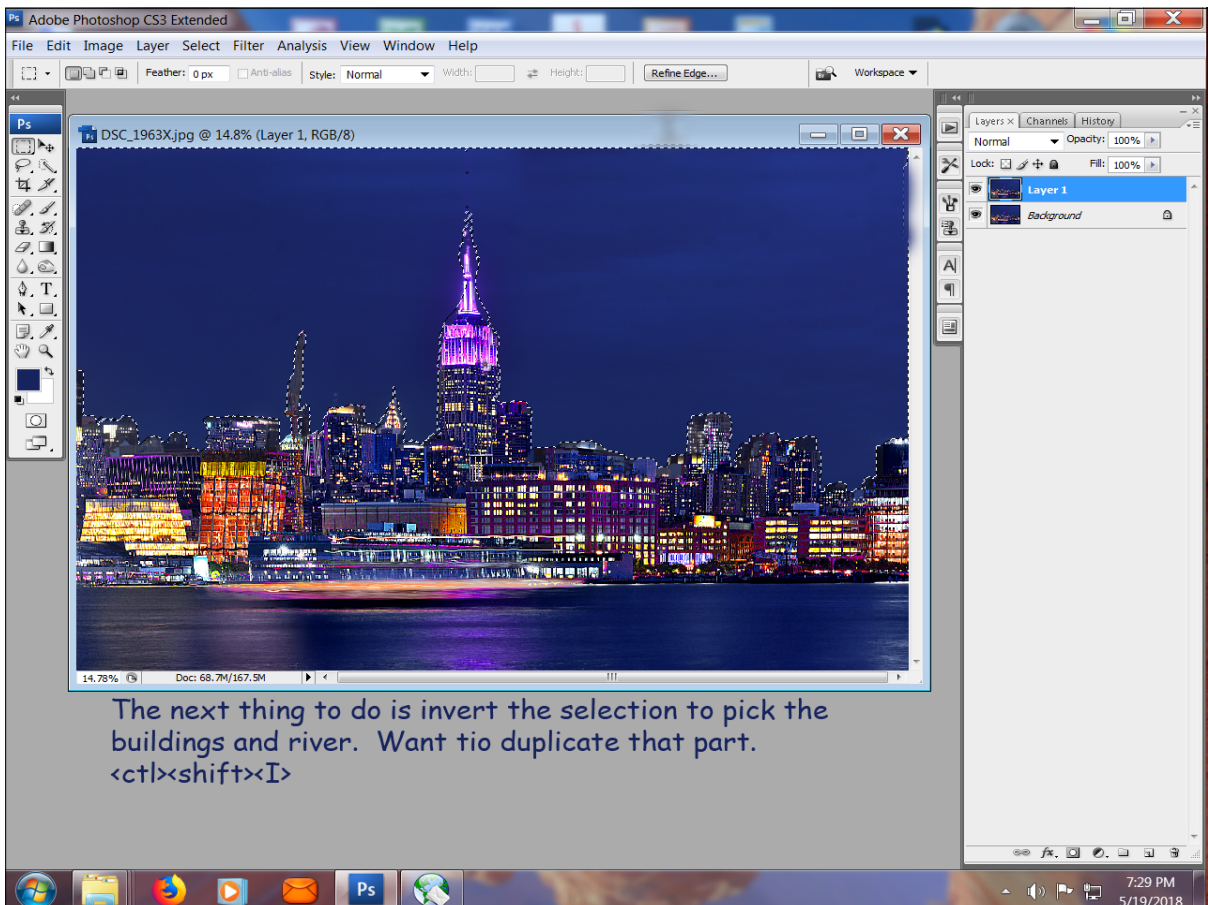 Adobe Photoshop CS3 Extended
File Edit Image Layer Select Filter Analysis View Window Help
Feather: 0 px Anti-alias Style: Normal Width: Height: Refine Edge... Workspace
Ps
DSC_1963X.jpg @ 14.8% (Layer 1, RGB/8)
Layers x Channels History
Normal Opacity: 100%
Lock: Fill: 100%
Layer 1
Background
14.78% Doc: 68.7M/167.5M
The next thing to do is invert the selection to pick the
buildings and river. Want tio duplicate that part.
<ctl><shift><I>
Ps
7:29 PM
5/19/2018